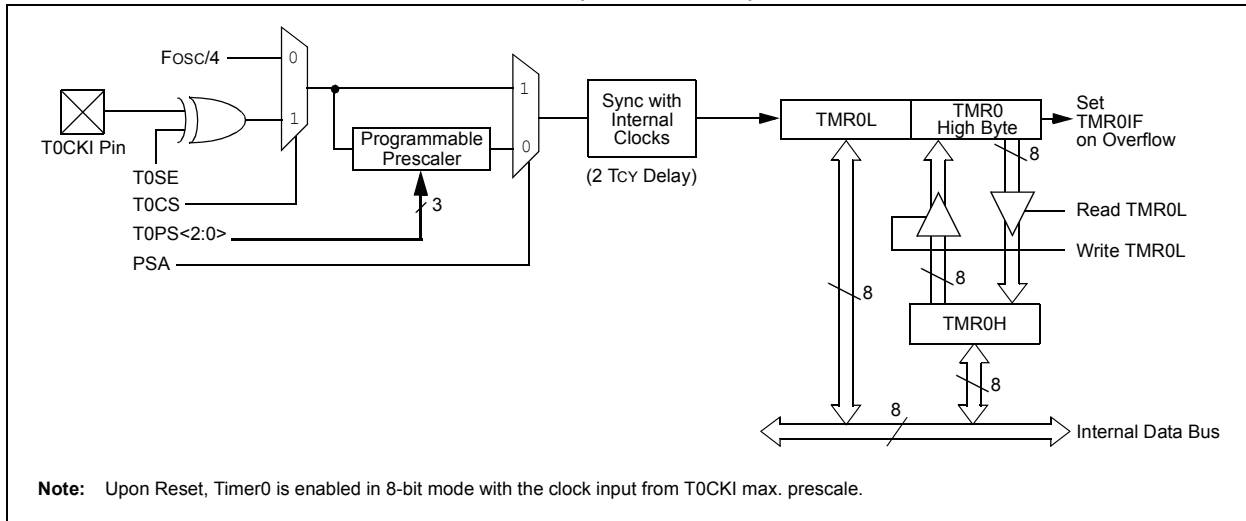 Fosc/4
0
1
T0CKI Pin
T0SE
T0CS
T0PS<2:0>
PSA
Programmable
Prescaler
3
1
0
Sync with
Internal
Clocks
(2 TCY Delay)
TMR0L
TMR0
High Byte
Set
TMR0IF
on Overflow
8
Read TMR0L
Write TMR0L
8
8
TMR0H
8
8
Internal Data Bus
Note: Upon Reset, Timer0 is enabled in 8-bit mode with the clock input from T0CKI max. prescale.